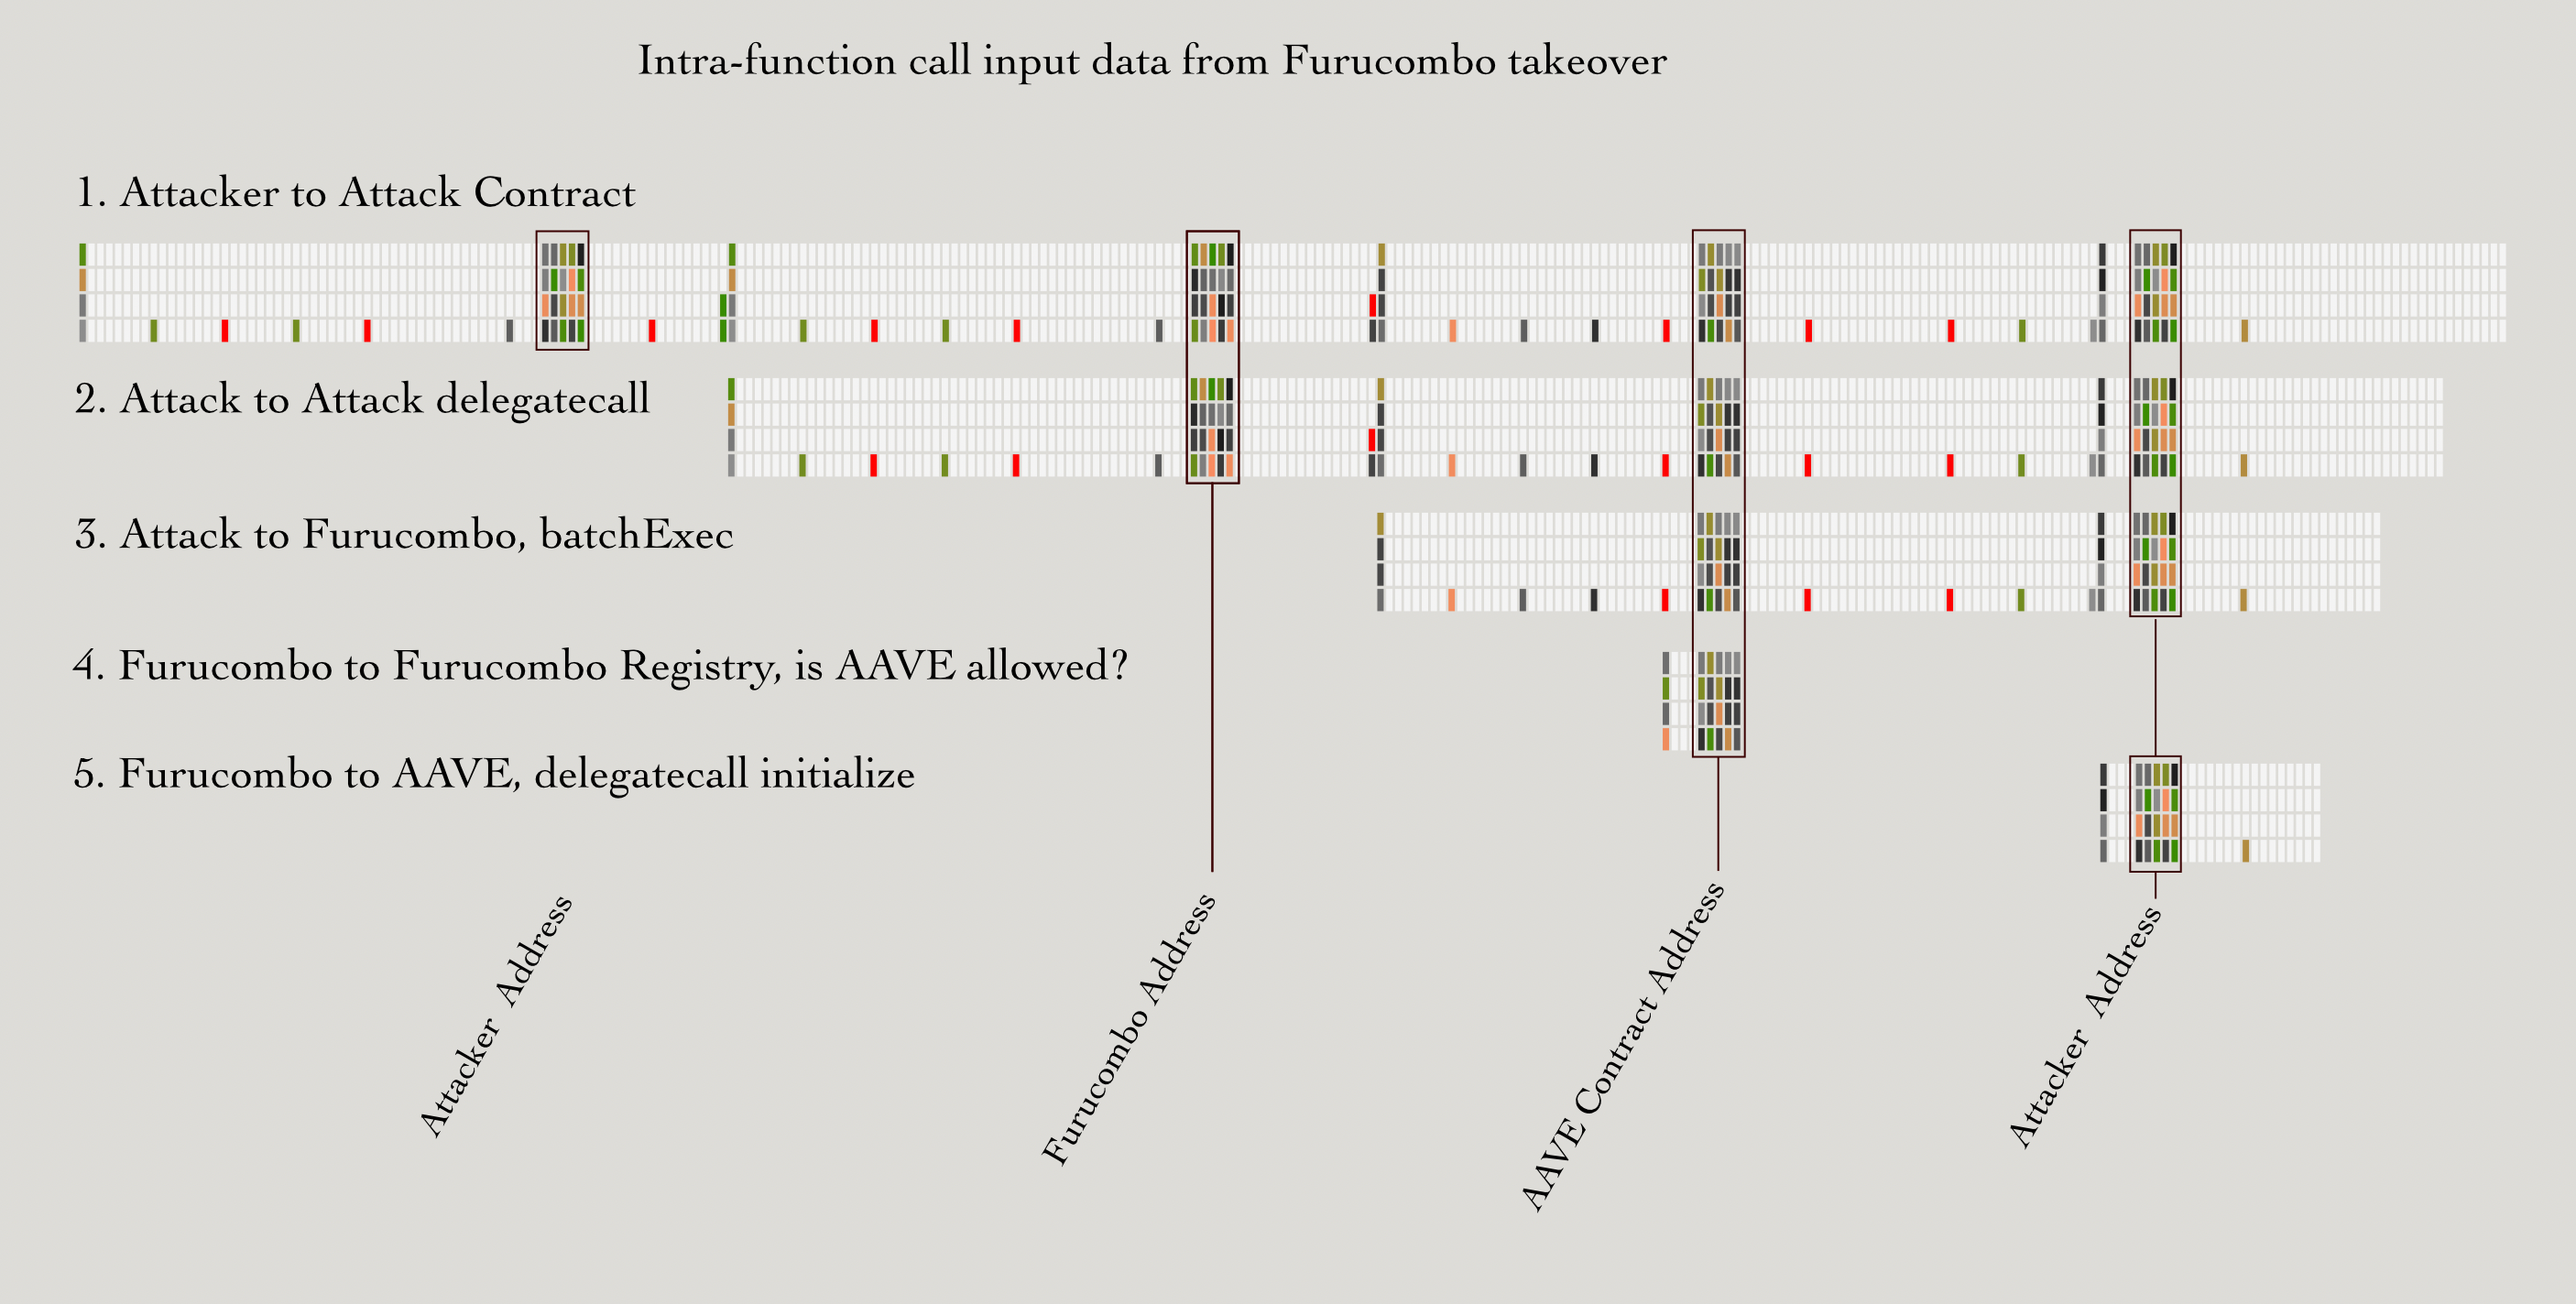 Intra-function call input data from Furucombo takeover
1. Attacker to Attack Contract
2. Attack to Attack delegatecall
3. Attack to Furucombo, batchExec
4. Furucombo to Furucombo Registry, is AAVE allowed?
5. Furucombo to AAVE, delegatecall initialize
Attacker Address
Furucombo Address
AAVE Contract Address
Attacker Address